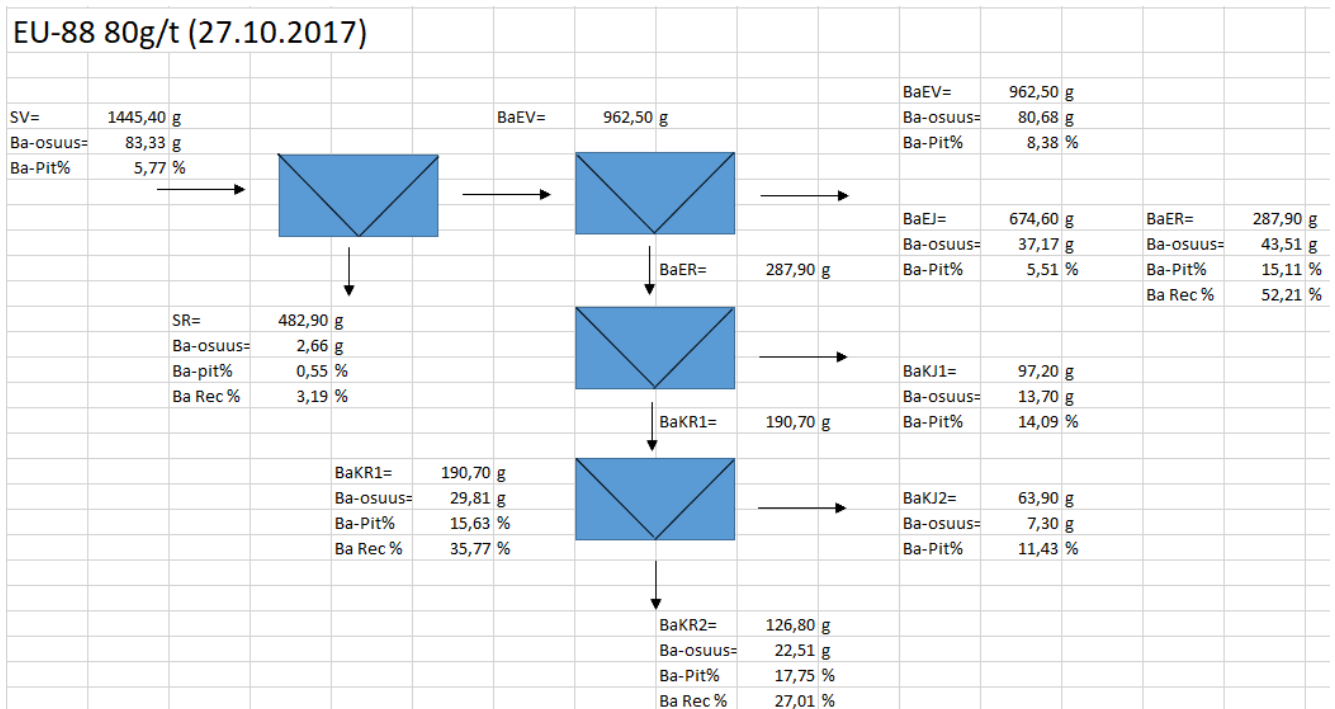 EU-88 80g/t (27.10.2017)
SV= 1445,40 g
Ba-osuus= 83,33 g
Ba-Pit% 5,77 %
BaEV= 962,50 g
BaEV= 962,50 g
Ba-osuus= 80,68 g
Ba-Pit% 8,38 %
BaEJ= 674,60 g
Ba-osuus= 37,17 g
Ba-Pit% 5,51 %
BaER= 287,90 g
Ba-osuus= 43,51 g
Ba-Pit% 15,11 %
Ba Rec % 52,21 %
BaER= 287,90 g
SR= 482,90 g
Ba-osuus= 2,66 g
Ba-pit% 0,55 %
Ba Rec % 3,19 %
BaKJ1= 97,20 g
Ba-osuus= 13,70 g
Ba-Pit% 14,09 %
BaKR1= 190,70 g
BaKR1= 190,70 g
Ba-osuus= 29,81 g
Ba-Pit% 15,63 %
Ba Rec % 35,77 %
BaKJ2= 63,90 g
Ba-osuus= 7,30 g
Ba-Pit% 11,43 %
BaKR2= 126,80 g
Ba-osuus= 22,51 g
Ba-Pit% 17,75 %
Ba Rec % 27,01 %